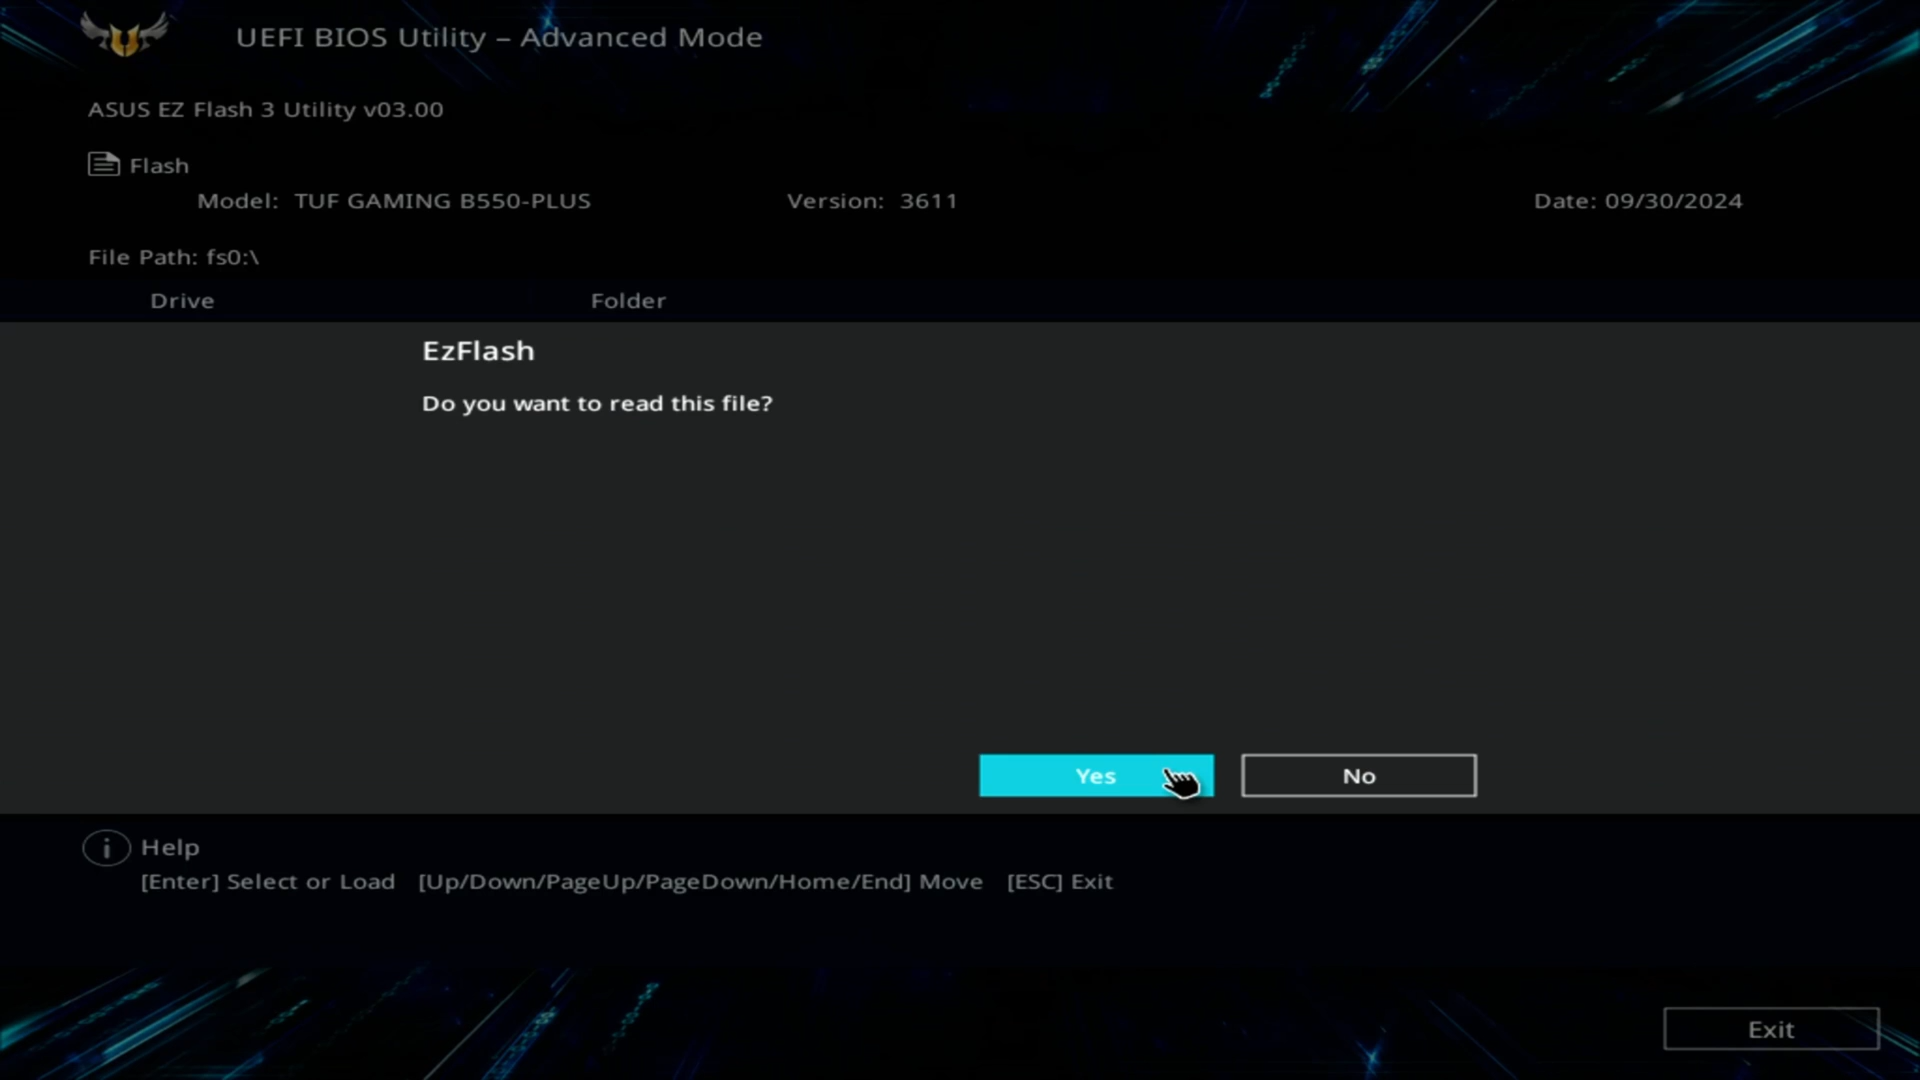 UEFI BIOS Utility – Advanced Mode
ASUS EZ Flash 3 Utility v03.00
Flash
Model: TUF GAMING B550-PLUS Version: 3611 Date: 09/30/2024
File Path: fs0:\
Drive Folder
EzFlash
Do you want to read this file?
Yes No
Help
[Enter] Select or Load [Up/Down/PageUp/PageDown/Home/End] Move [ESC] Exit
Exit